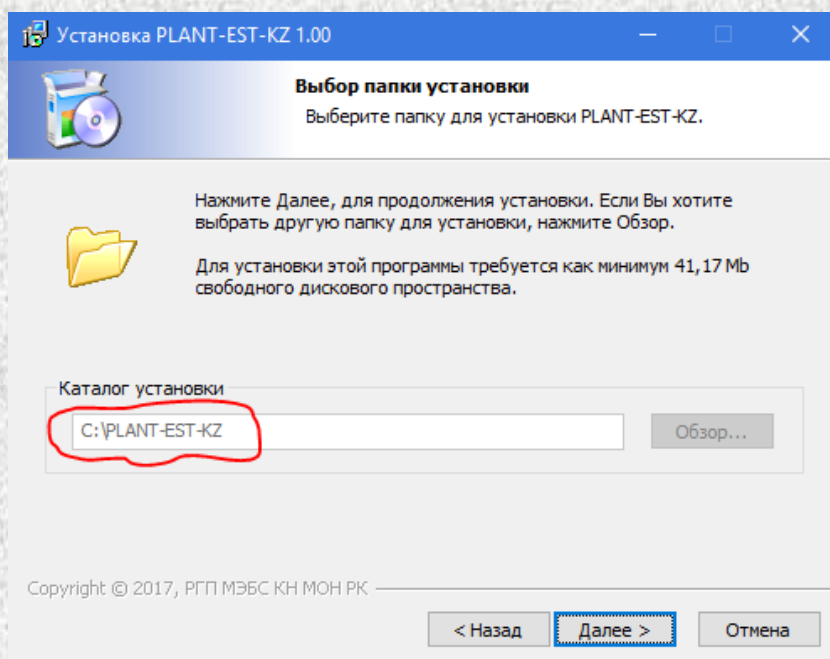 Установка PLANT-EST-KZ 1.00
Выбор папки установки
Выберите папку для установки PLANT-EST-KZ.
Нажмите Далее, для продолжения установки. Если Вы хотите
выбрать другую папку для установки, нажмите Обзор.
Для установки этой программы требуется как минимум 41,17 Mb
свободного дискового пространства.
Каталог установки
C:\PLANT-EST-KZ
Обзор...
Copyright © 2017, РГП МЭБС КН МОН РК
< Назад
Далее >
Отмена